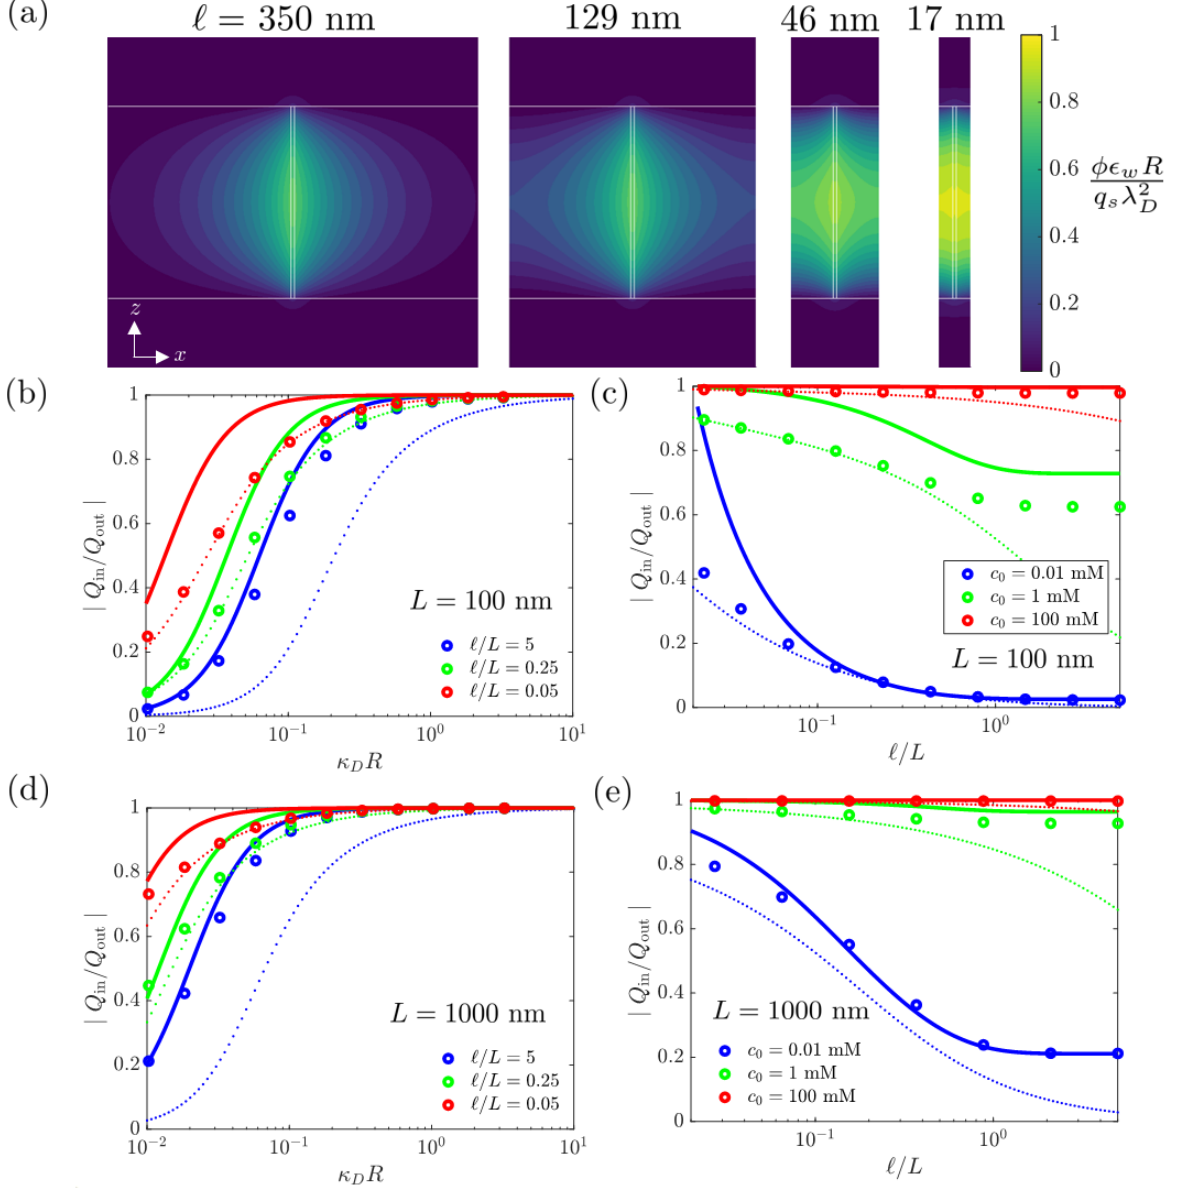 (a)
ℓ = 350 nm
129 nm
46 nm
17 nm
1
0.8
0.6
0.4
0.2
0
ϕϵ_w R
q_s λ_D^2
z
x
(b)
1
0.8
0.6
0.4
0.2
0
| Q_in/Q_out |
L = 100 nm
ℓ/L = 5
ℓ/L = 0.25
ℓ/L = 0.05
10^−2
10^−1
10^0
10^1
κ_D R
(c)
1
0.8
0.6
0.4
0.2
0
| Q_in/Q_out |
c_0 = 0.01 mM
c_0 = 1 mM
c_0 = 100 mM
L = 100 nm
10^−1
10^0
ℓ/L
(d)
1
0.8
0.6
0.4
0.2
0
| Q_in/Q_out |
L = 1000 nm
ℓ/L = 5
ℓ/L = 0.25
ℓ/L = 0.05
10^−2
10^−1
10^0
10^1
κ_D R
(e)
1
0.8
0.6
0.4
0.2
0
| Q_in/Q_out |
L = 1000 nm
c_0 = 0.01 mM
c_0 = 1 mM
c_0 = 100 mM
10^−1
10^0
ℓ/L